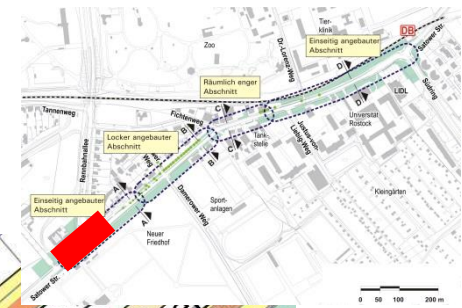 Zoo
Tier-
klinik
DB
Satower Str.
Einseitig angebauter
Abschnitt
Dr.-Lorenz-Weg
Räumlich enger
Abschnitt
D
Südring
LIDL
Tannenweg
Fichtenweg
C
Rennbahnallee
Locker angebauter
Abschnitt
B
Tank-
stelle
Justus-von-
Liebig-Weg
D
Universität
Rostock
C
Weg
B
Einseitig angebauter
Abschnitt
A
Damerower Weg
Sport-
anlagen
Kleingärten
A
Neuer
Friedhof
Satower Str.
0 50 100 200 m